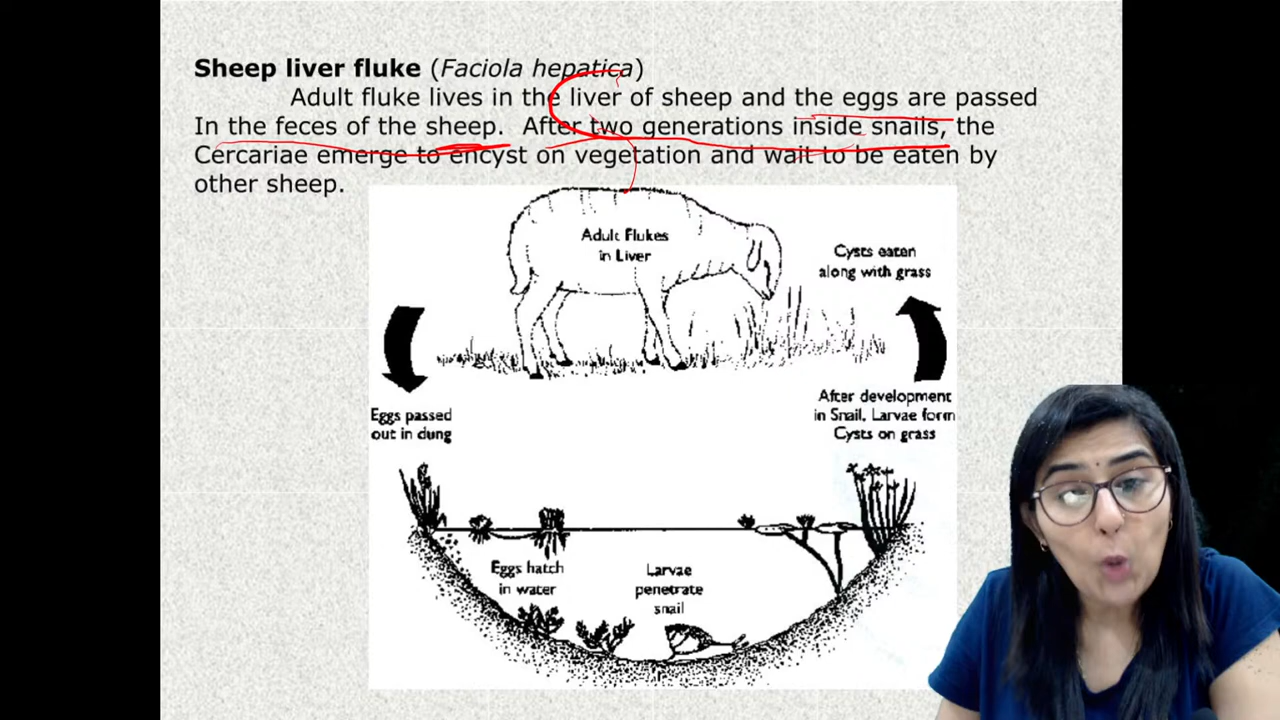 Sheep liver fluke (Faciola hepatica)
Adult fluke lives in the liver of sheep and the eggs are passed
In the feces of the sheep. After two generations inside snails, the
Cercariae emerge to encyst on vegetation and wait to be eaten by
other sheep.
Adult Flukes
in Liver
Cysts eaten
along with grass
Eggs passed
out in dung
After development
in Snail, Larvae form
Cysts on grass
Eggs hatch
in water
Larvae
penetrate
snail